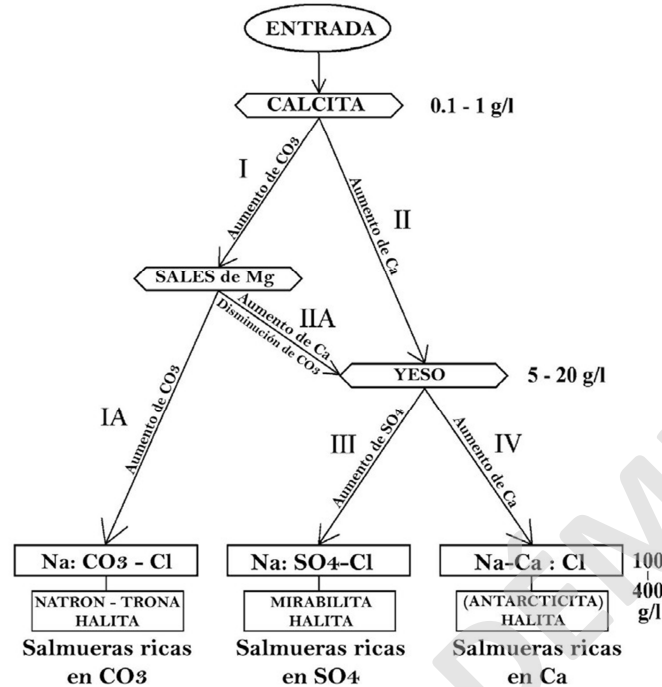 ENTRADA
CALCITA
0.1 - 1 g/l
I
Aumento de CO3
II
Aumento de Ca
SALES de Mg
IIA
Aumento de Ca
Disminución de CO3
YESO
5 - 20 g/l
IA
Aumento de CO3
III
Aumento de SO4
IV
Aumento de Ca
Na: CO3 - Cl
Na: SO4-Cl
Na-Ca : Cl
100
-
400
g/l
NATRON - TRONA
HALITA
MIRABILITA
HALITA
(ANTARCTICITA)
HALITA
Salmueras ricas
en CO3
Salmueras ricas
en SO4
Salmueras ricas
en Ca